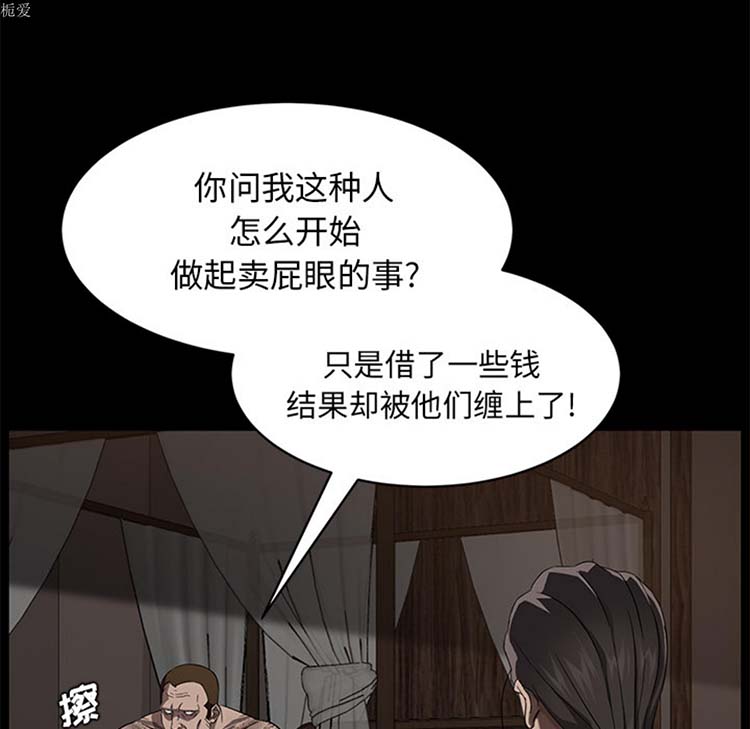 栀爱
你问我这种人
怎么开始
做起卖屁眼的事?
只是借了一些钱
结果却被他们缠上了!
擦